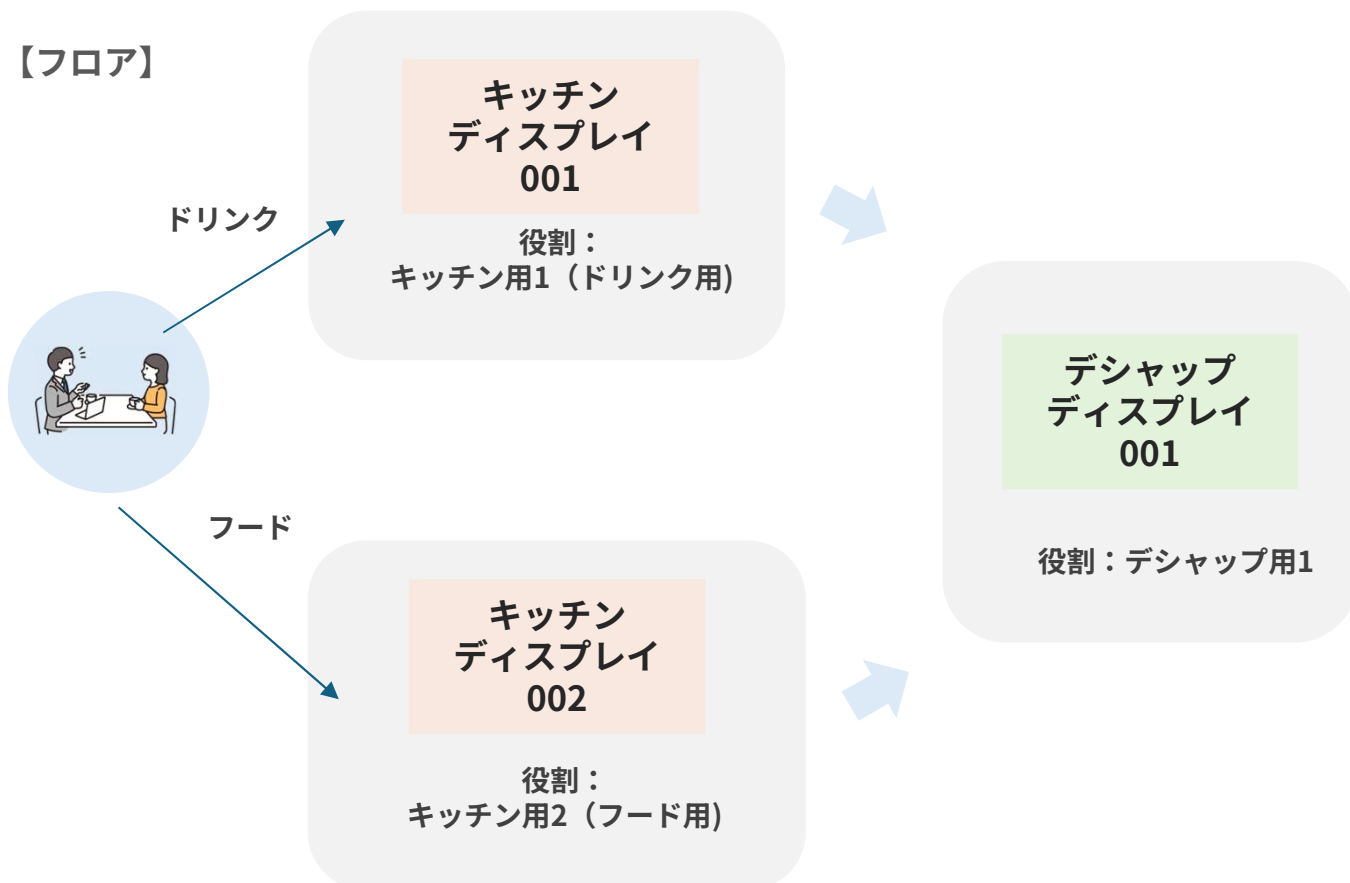 【フロア】
キッチン
ディスプレイ
001
役割：
キッチン用1（ドリンク用)
ドリンク
フード
キッチン
ディスプレイ
002
役割：
キッチン用2（フード用)
デシャップ
ディスプレイ
001
役割：デシャップ用1